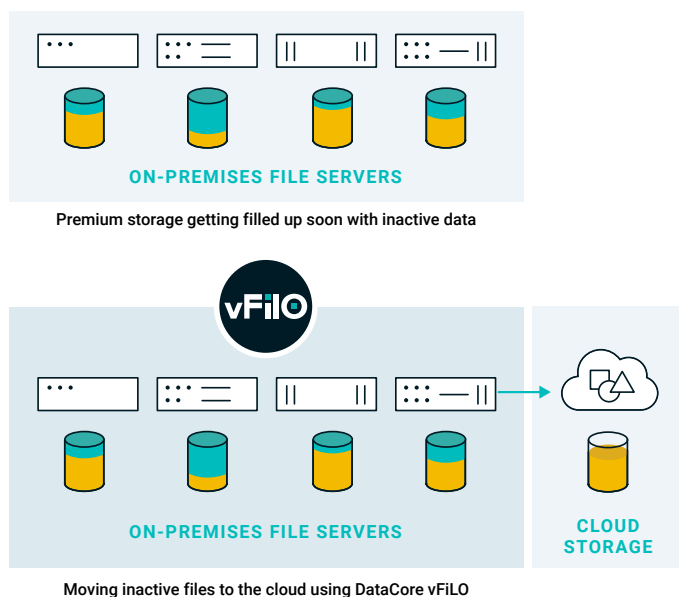 ON-PREMISES FILE SERVERS
Premium storage getting filled up soon with inactive data
vFilO
ON-PREMISES FILE SERVERS
CLOUD
STORAGE
Moving inactive files to the cloud using DataCore vFiLO